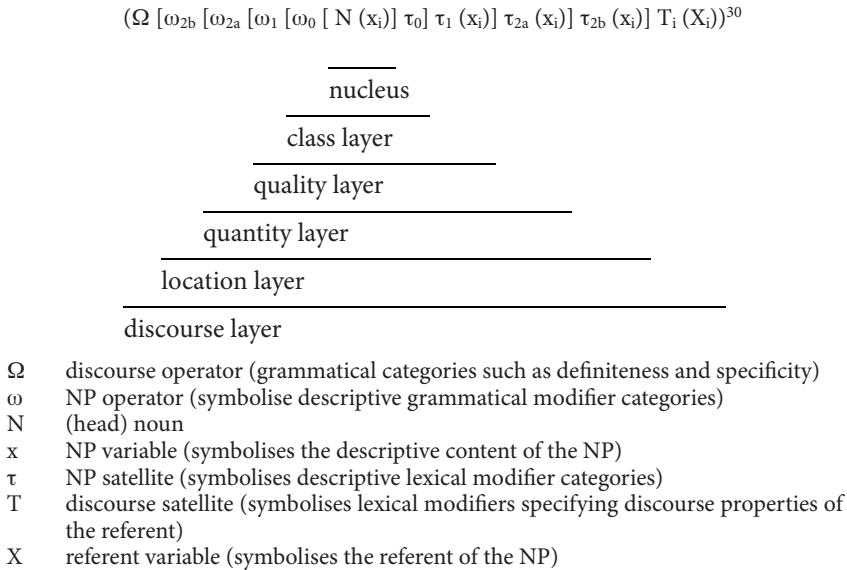 (Ω [ω2b [ω2a [ω1 [ω0 [ N (xi)] τ0] τ1 (xi)] τ2a (xi)] τ2b (xi)] Ti (Xi))30
nucleus
class layer
quality layer
quantity layer
location layer
discourse layer
Ω discourse operator (grammatical categories such as definiteness and specificity)
ω NP operator (symbolise descriptive grammatical modifier categories)
N (head) noun
x NP variable (symbolises the descriptive content of the NP)
τ NP satellite (symbolises descriptive lexical modifier categories)
T discourse satellite (symbolises lexical modifiers specifying discourse properties of
the referent)
X referent variable (symbolises the referent of the NP)